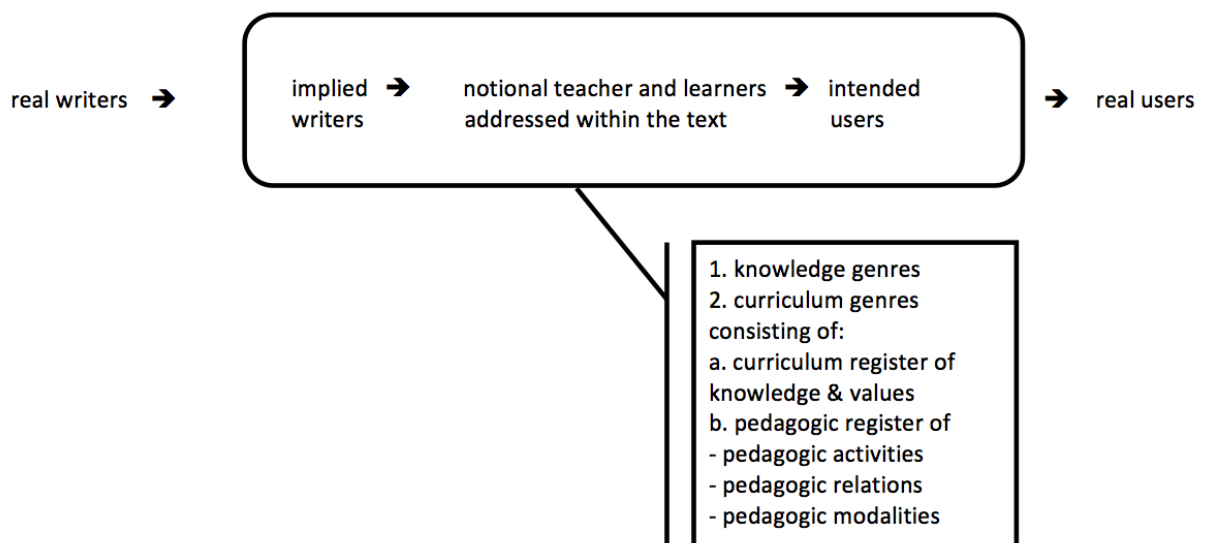 real writers ➔
implied ➔
writers
notional teacher and learners ➔
addressed within the text
intended
users
➔ real users
1. knowledge genres
2. curriculum genres
consisting of:
a. curriculum register of
knowledge & values
b. pedagogic register of
- pedagogic activities
- pedagogic relations
- pedagogic modalities